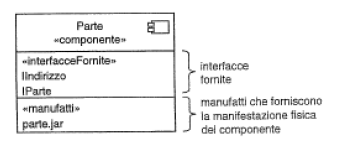 Parte
«componente»
«interfacceFornite»
IIndirizzo
IParte
interfacce
fornite
«manufatti»
parte.jar
manufatti che forniscono
la manifestazione fisica
del componente